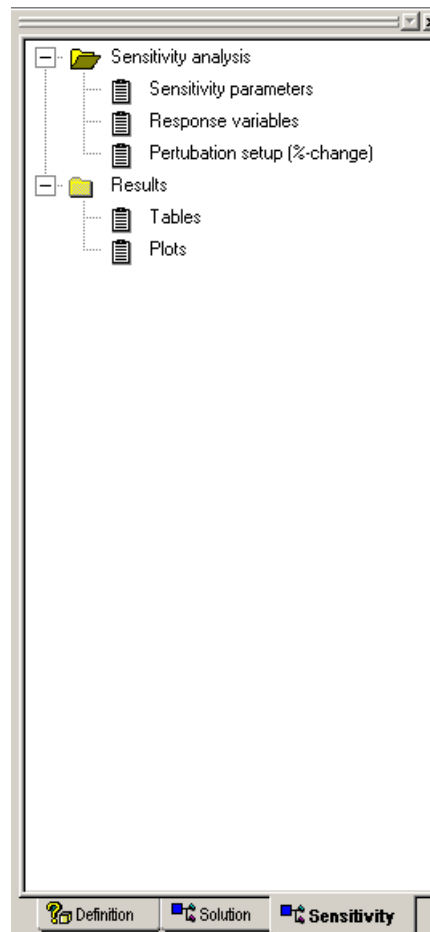 Sensitivity analysis
Sensitivity parameters
Response variables
Pertubation setup (%-change)
Results
Tables
Plots
Definition Solution Sensitivity